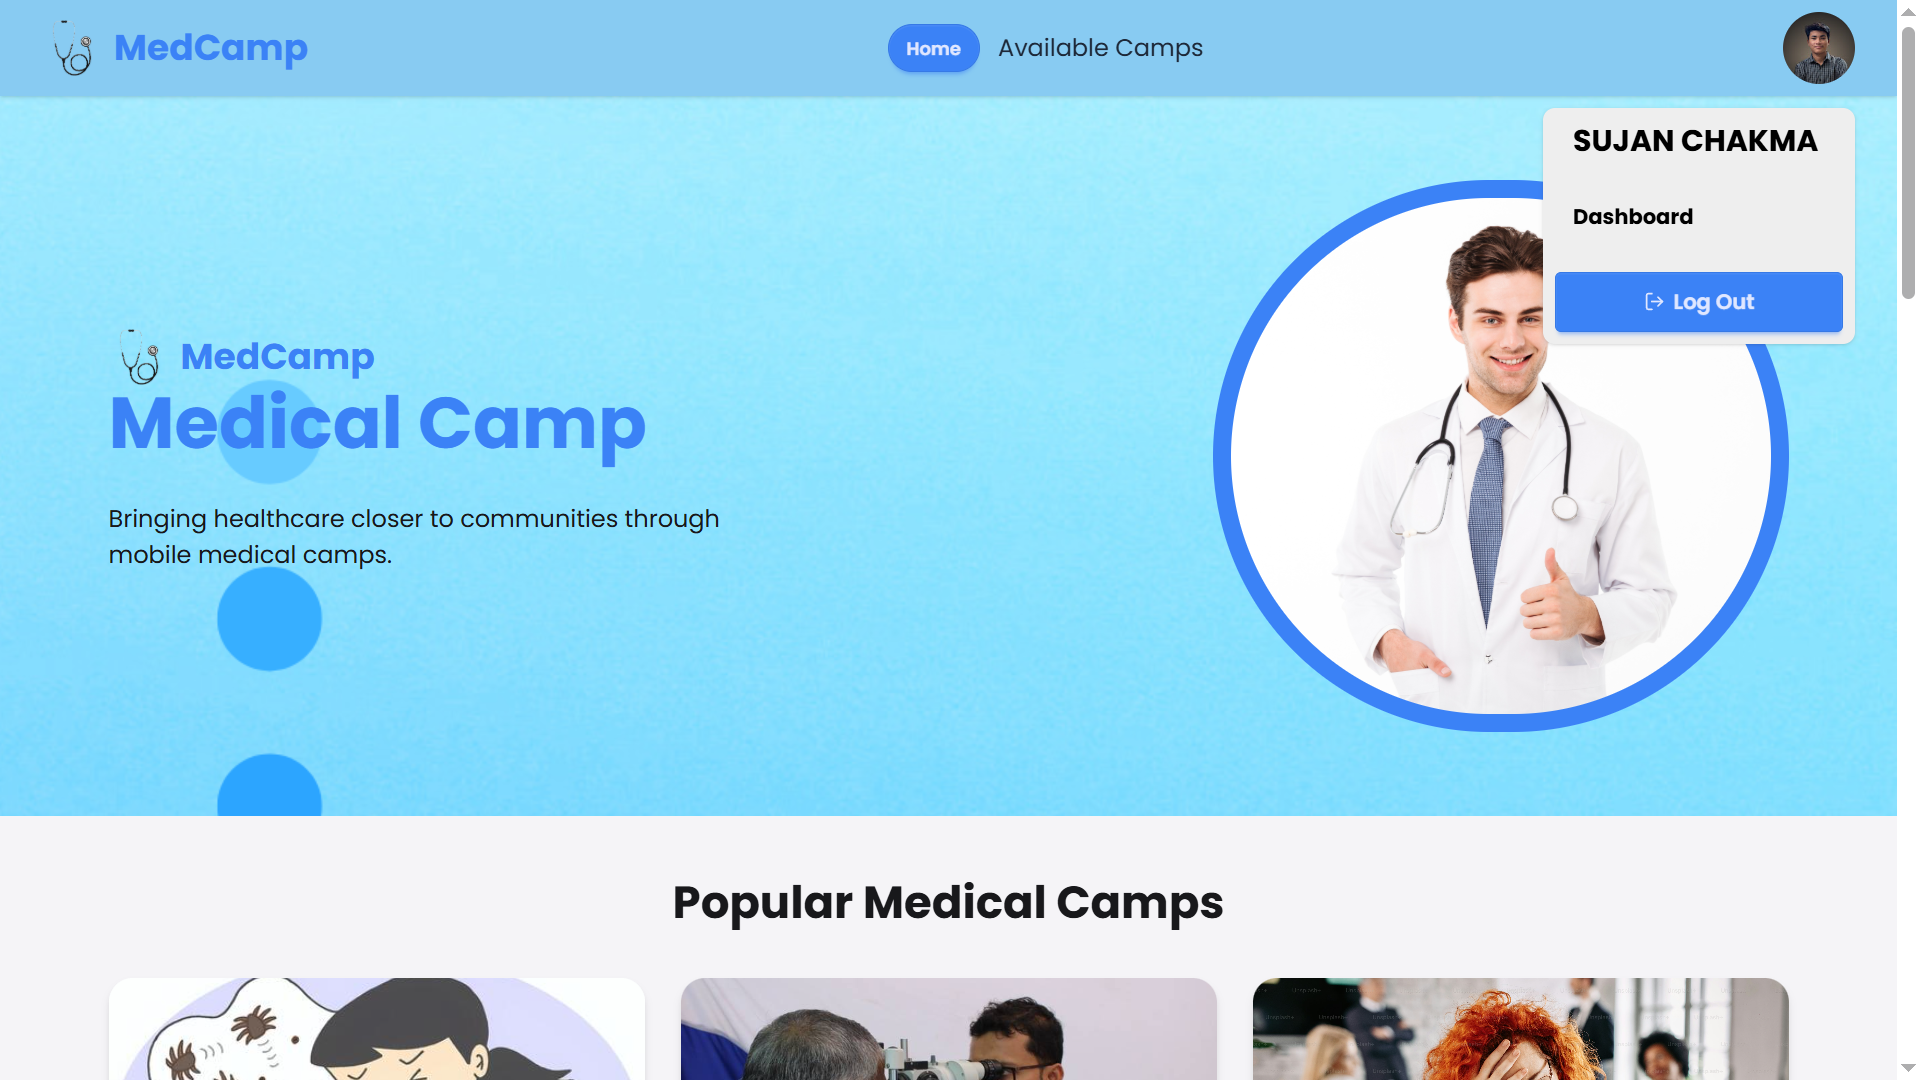 MedCamp
Home
Available Camps
SUJAN CHAKMA
Dashboard
Log Out
MedCamp
Medical Camp
Bringing healthcare closer to communities through
mobile medical camps.
Popular Medical Camps